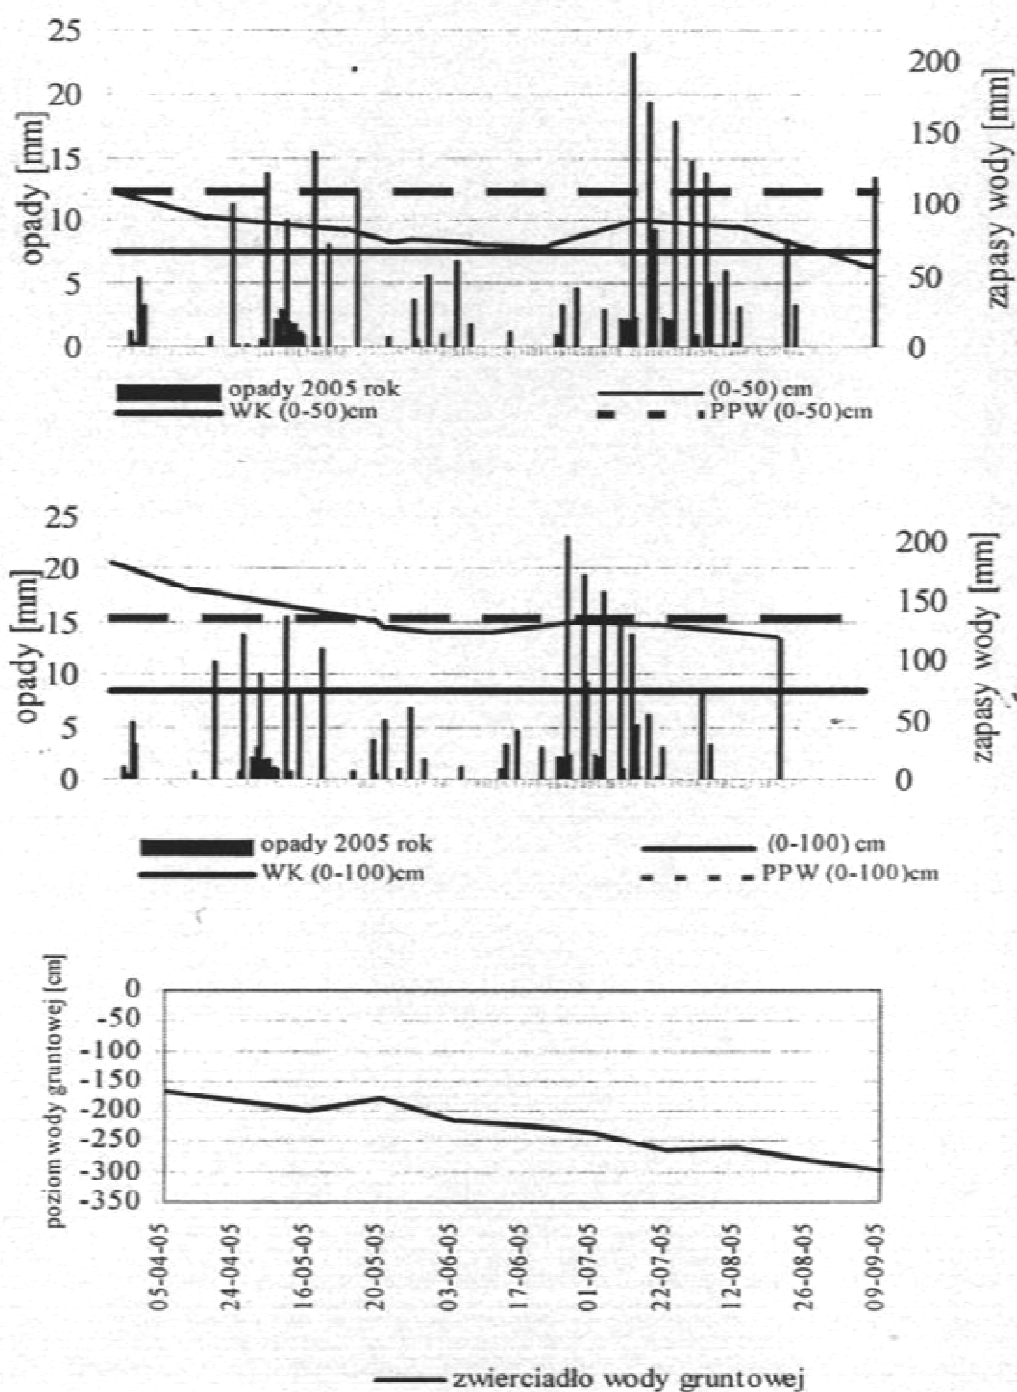 25
20
15
10
5
0
opady [mm]
200
150
100
50
0
zapasy wody [mm]
opady 2005 rok
(0-50) cm
WK (0-50)cm
PPW (0-50)cm
25
20
15
10
5
0
opady [mm]
200
150
100
50
0
zapasy wody [mm]
opady 2005 rok
(0-100) cm
WK (0-100)cm
PPW (0-100)cm
poziom wody gruntowej [cm]
0
-50
-100
-150
-200
-250
-300
-350
05-04-05
24-04-05
16-05-05
20-05-05
03-06-05
17-06-05
01-07-05
22-07-05
12-08-05
26-08-05
09-09-05
zwierciadło wody gruntowej